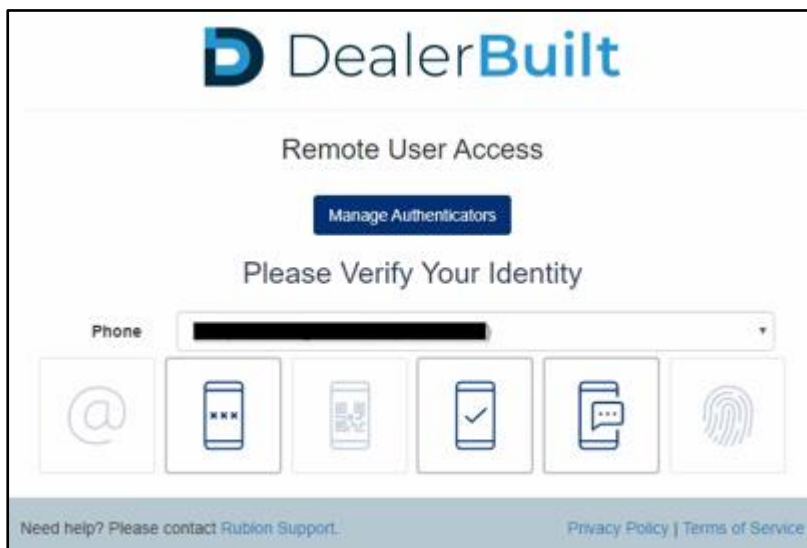 DealerBuilt
Remote User Access
Manage Authenticators
Please Verify Your Identity
Phone
@
×××
Need help? Please contact Rublon Support.
Privacy Policy | Terms of Service